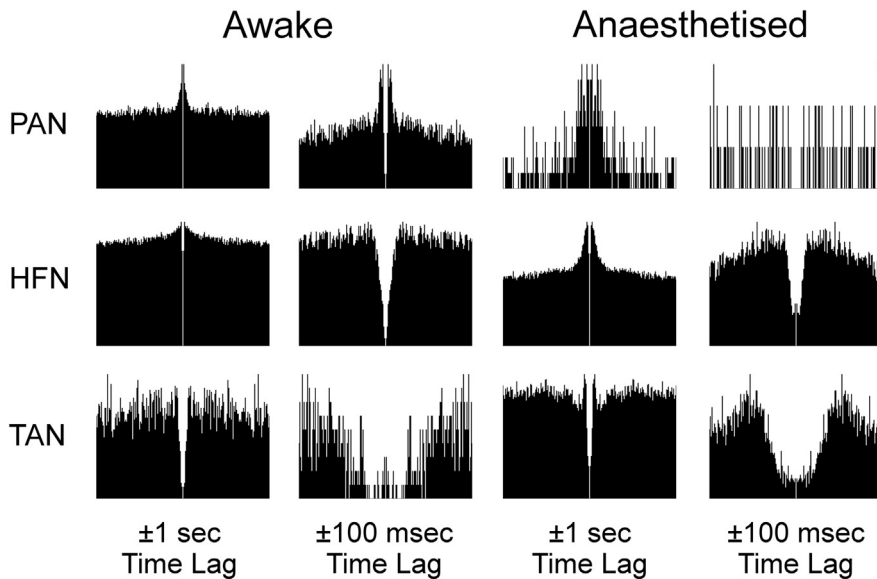 Awake Anaesthetised
PAN
HFN
TAN
±1 sec ±100 msec ±1 sec ±100 msec
Time Lag Time Lag Time Lag Time Lag